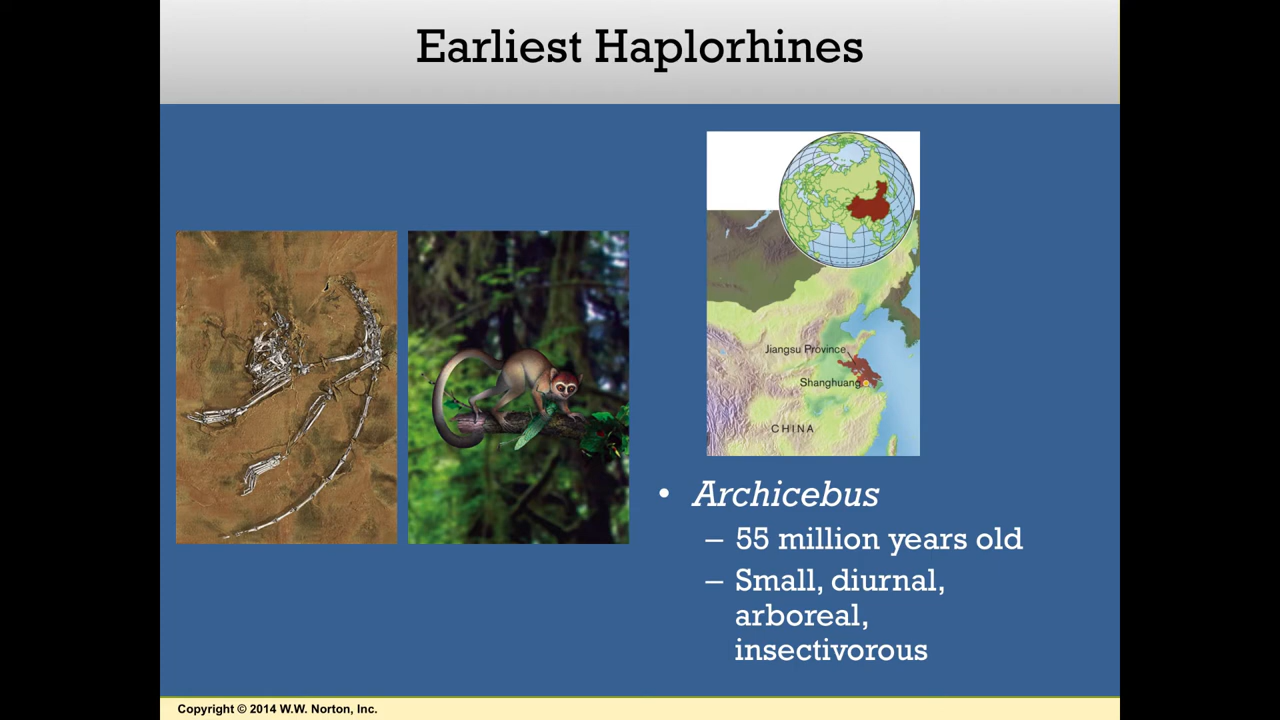 Earliest Haplorhines
Jiangsu Province
Shanghuang
CHINA
• Archicebus
– 55 million years old
– Small, diurnal,
arboreal,
insectivorous
Copyright © 2014 W.W. Norton, Inc.